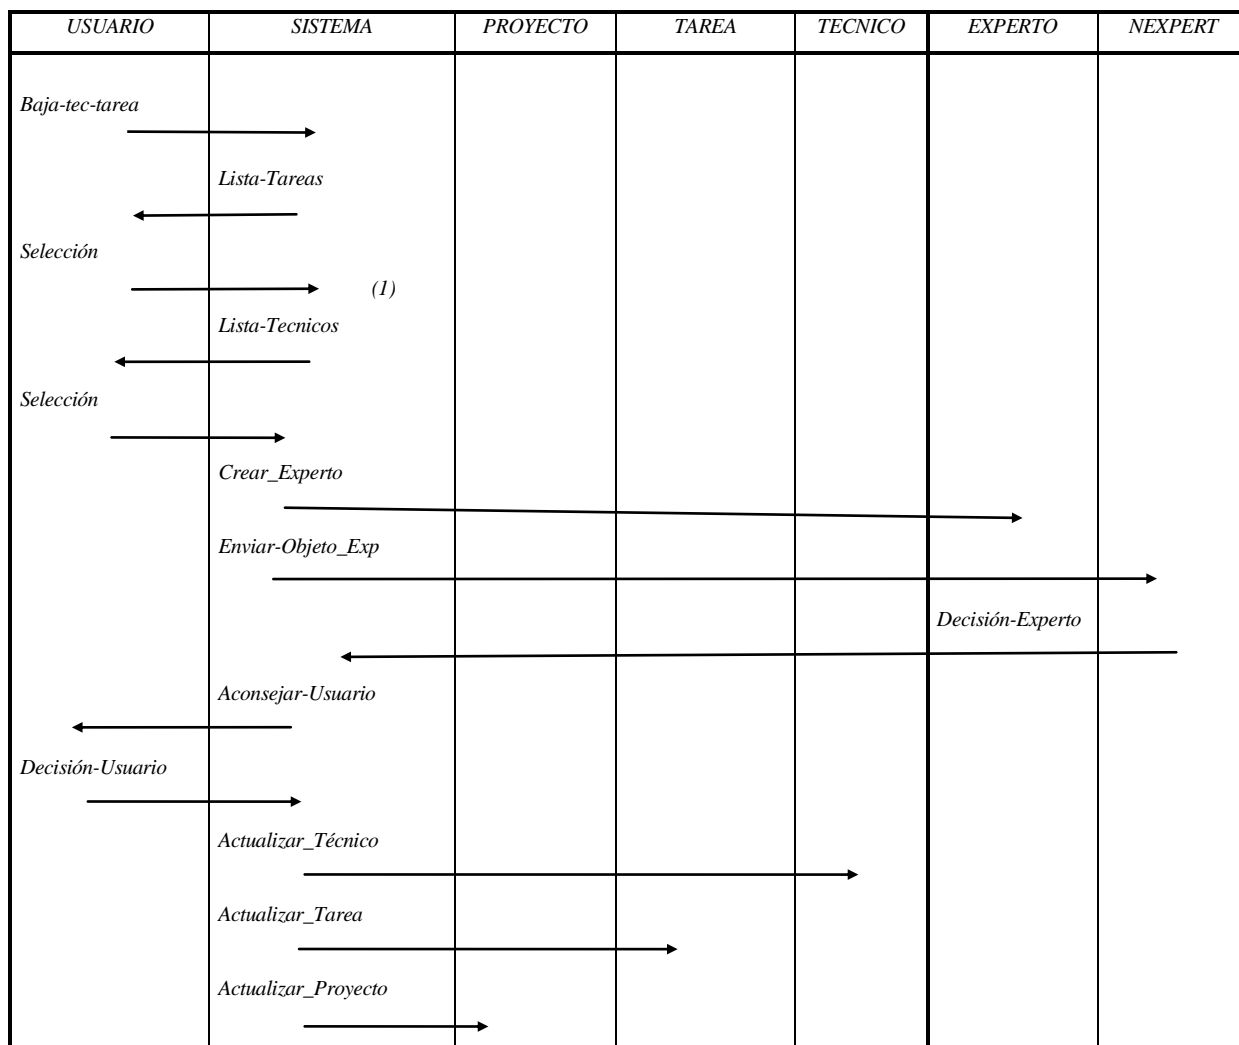 USUARIO SISTEMA PROYECTO TAREA TECNICO EXPERTO NEXPERT
Baja-tec-tarea
Lista-Tareas
Selección
(1)
Lista-Tecnicos
Selección
Crear_Experto
Enviar-Objeto_Exp
Decisión-Experto
Aconsejar-Usuario
Decisión-Usuario
Actualizar_Técnico
Actualizar_Tarea
Actualizar_Proyecto